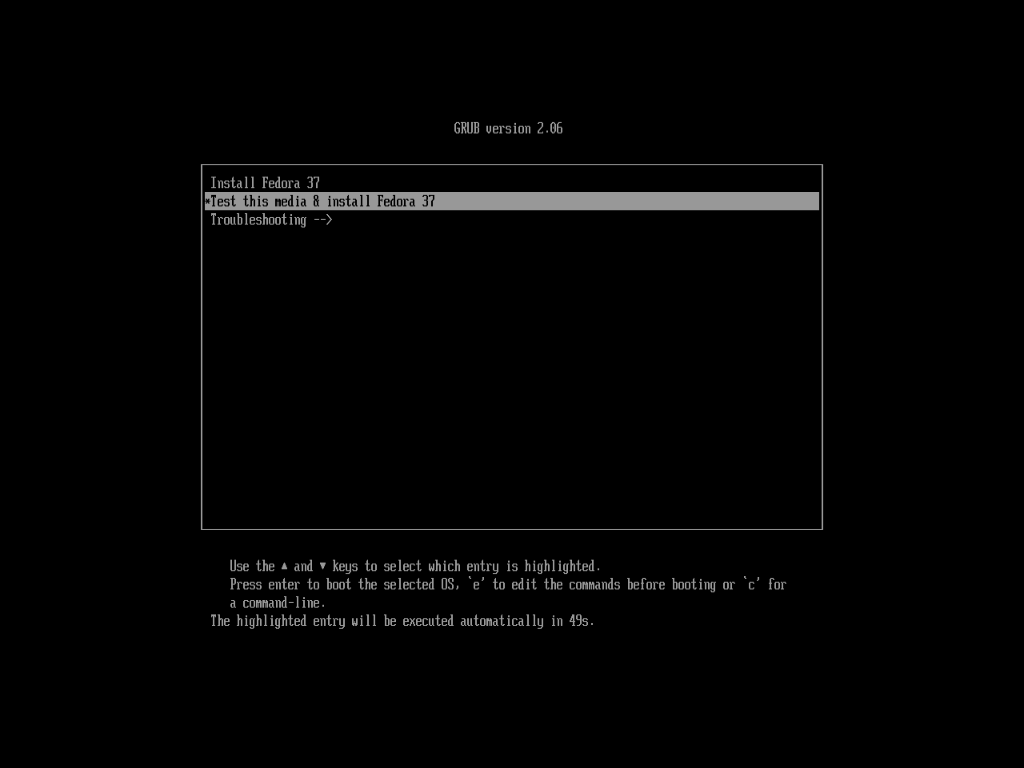 GRUB version 2.06
Install Fedora 37
*Test this media & install Fedora 37
Troubleshooting -->
Use the ▲ and ▼ keys to select which entry is highlighted.
Press enter to boot the selected OS, `e' to edit the commands before booting or `c' for
a command-line.
The highlighted entry will be executed automatically in 49s.